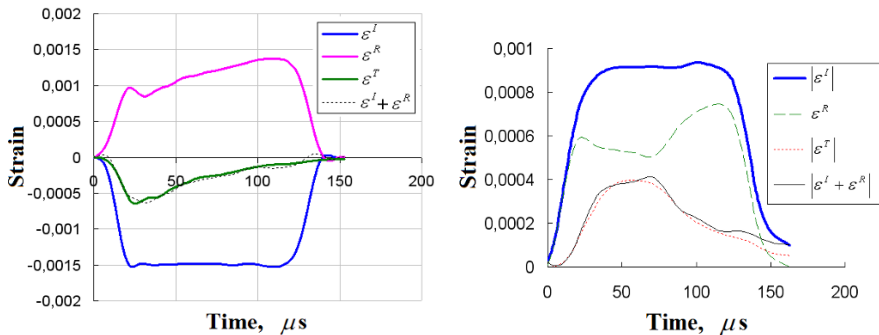 0,002
0,0015
0,001
0,0005
0
-0,0005
-0,001
-0,0015
-0,002
Strain
0 50 100 150 200
Time, μs
ε^I
ε^R
ε^T
ε^I + ε^R
0,001
0,0008
0,0006
0,0004
0,0002
0
Strain
0 50 100 150 200
Time, μs
|ε^I|
ε^R
|ε^T|
|ε^I + ε^R|